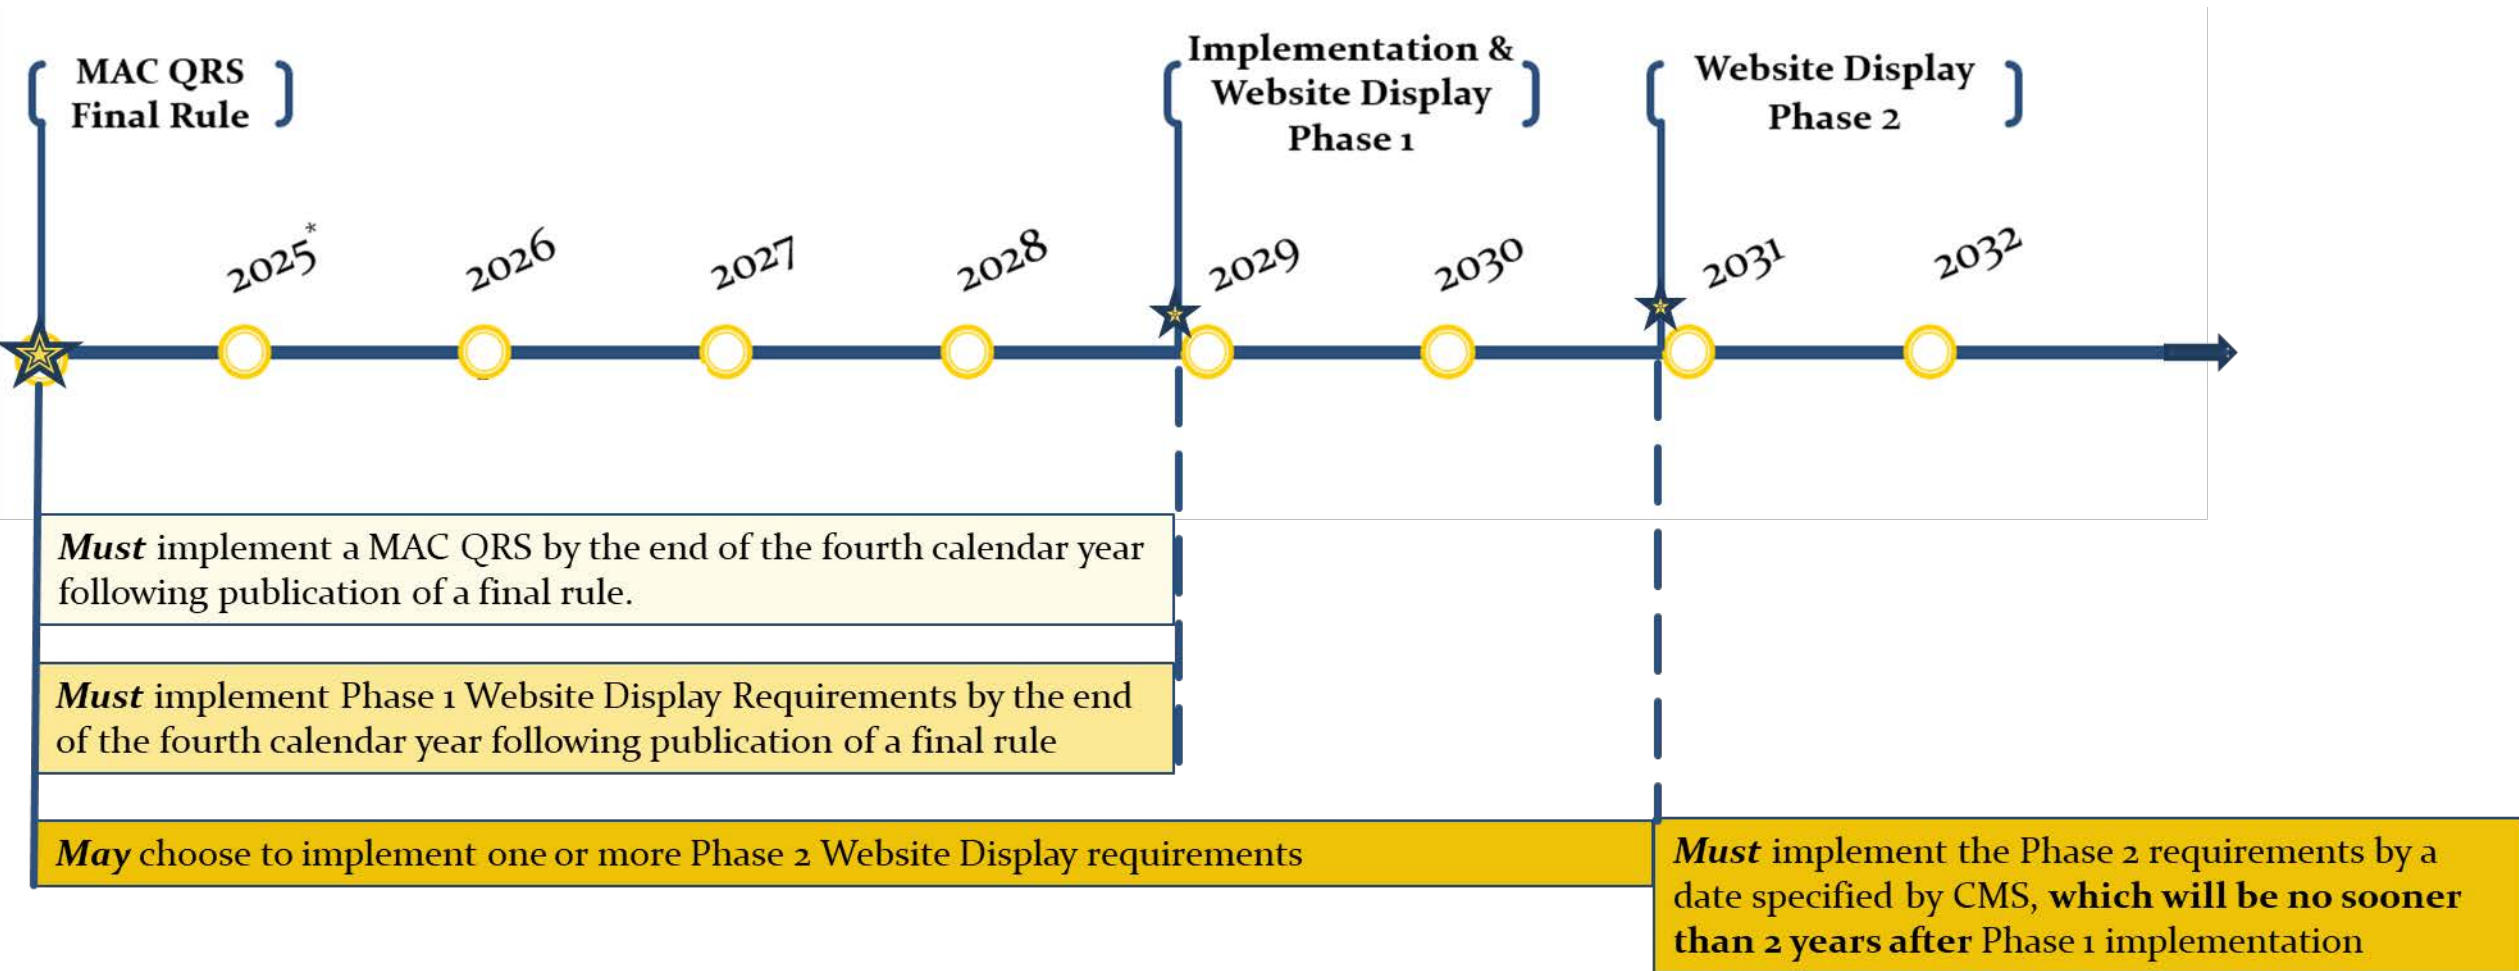 MAC QRS
Final Rule
Implementation &
Website Display
Phase 1
Website Display
Phase 2
2025*
2026
2027
2028
2029
2030
2031
2032
Must implement a MAC QRS by the end of the fourth calendar year
following publication of a final rule.
Must implement Phase 1 Website Display Requirements by the end
of the fourth calendar year following publication of a final rule
May choose to implement one or more Phase 2 Website Display requirements
Must implement the Phase 2 requirements by a
date specified by CMS, which will be no sooner
than 2 years after Phase 1 implementation